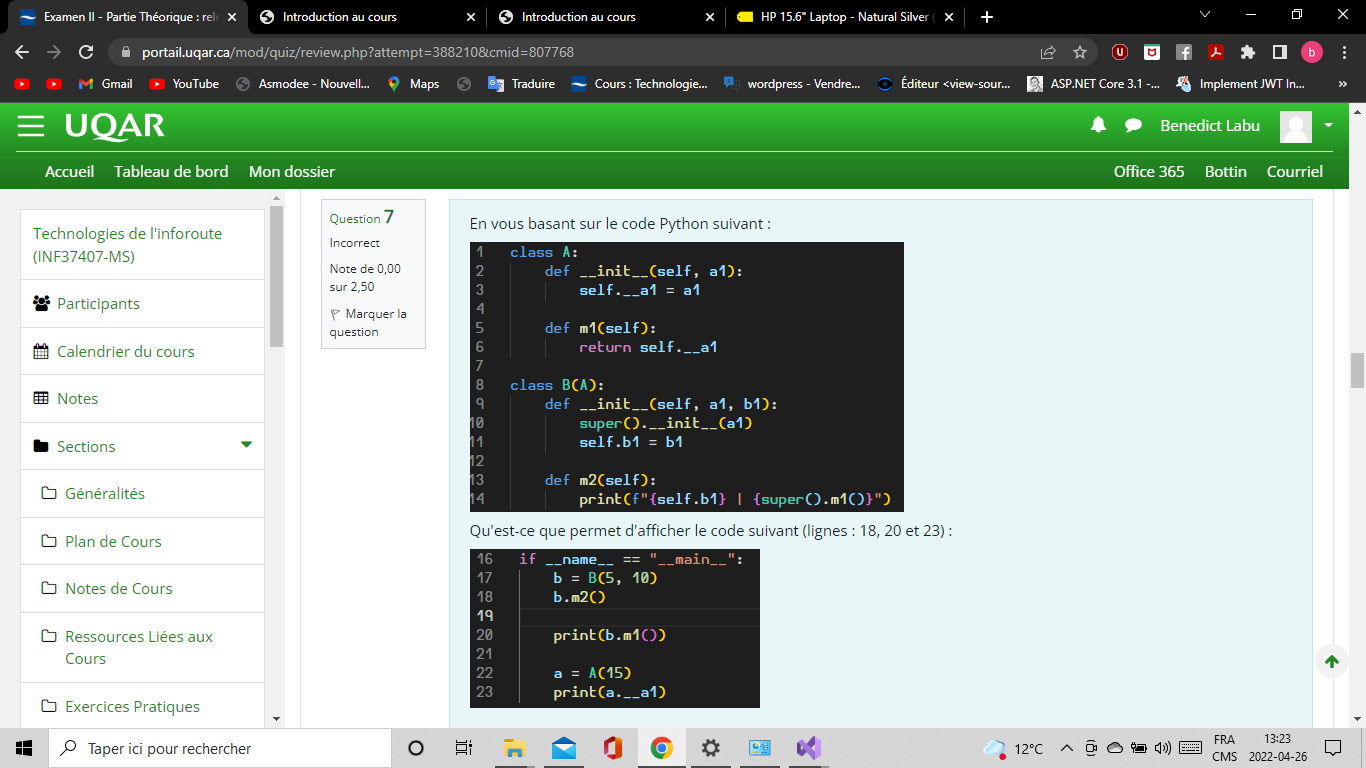 Examen II - Partie Théorique : rel
Introduction au cours
Introduction au cours
HP 15.6" Laptop - Natural Silver
portail.uqar.ca/mod/quiz/review.php?attempt=388210&cmid=807768
b
Gmail
YouTube
Asmodee - Nouvell...
Maps
Traduire
Cours : Technologie...
wordpress - Vendre...
Éditeur <view-sour...
ASP.NET Core 3.1 -...
Implement JWT In...
»
UQAR
Benedict Labu
Accueil
Tableau de bord
Mon dossier
Office 365
Bottin
Courriel
Technologies de l'inforoute
(INF37407-MS)
Participants
Calendrier du cours
Notes
Sections
Généralités
Plan de Cours
Notes de Cours
Ressources Liées aux
Cours
Exercices Pratiques
Question 7
Incorrect
Note de 0,00
sur 2,50
Marquer la
question
En vous basant sur le code Python suivant :
1 class A:
2 def __init__(self, a1):
3 self.__a1 = a1
4
5 def m1(self):
6 return self.__a1
7
8 class B(A):
9 def __init__(self, a1, b1):
10 super().__init__(a1)
11 self.b1 = b1
12
13 def m2(self):
14 print(f"{self.b1} | {super().m1()}")
Qu'est-ce que permet d'afficher le code suivant (lignes : 18, 20 et 23) :
16 if __name__ == "__main__":
17 b = B(5, 10)
18 b.m2()
19
20 print(b.m1())
21
22 a = A(15)
23 print(a.__a1)
Taper ici pour rechercher
12°C
FRA
CMS
13:23
2022-04-26